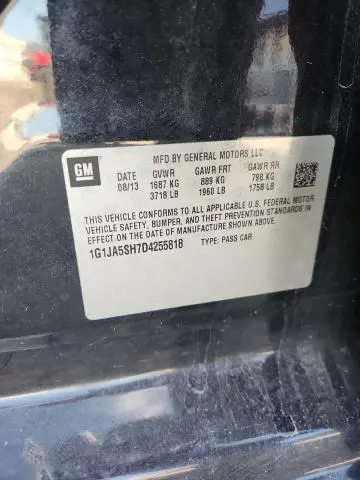 GM
MFD BY GENERAL MOTORS LLC
DATE GVWR GAWR FRT GAWR RR
08/13 1687 KG 889 KG 798 KG
3718 LB 1960 LB 1758 LB
THIS VEHICLE CONFORMS TO ALL APPLICABLE U.S. FEDERAL MOTOR
VEHICLE SAFETY, BUMPER, AND THEFT PREVENTION STANDARDS IN
EFFECT ON THE DATE OF MANUFACTURE SHOWN ABOVE.
1G1JA5SH7D4255818 TYPE: PASS CAR